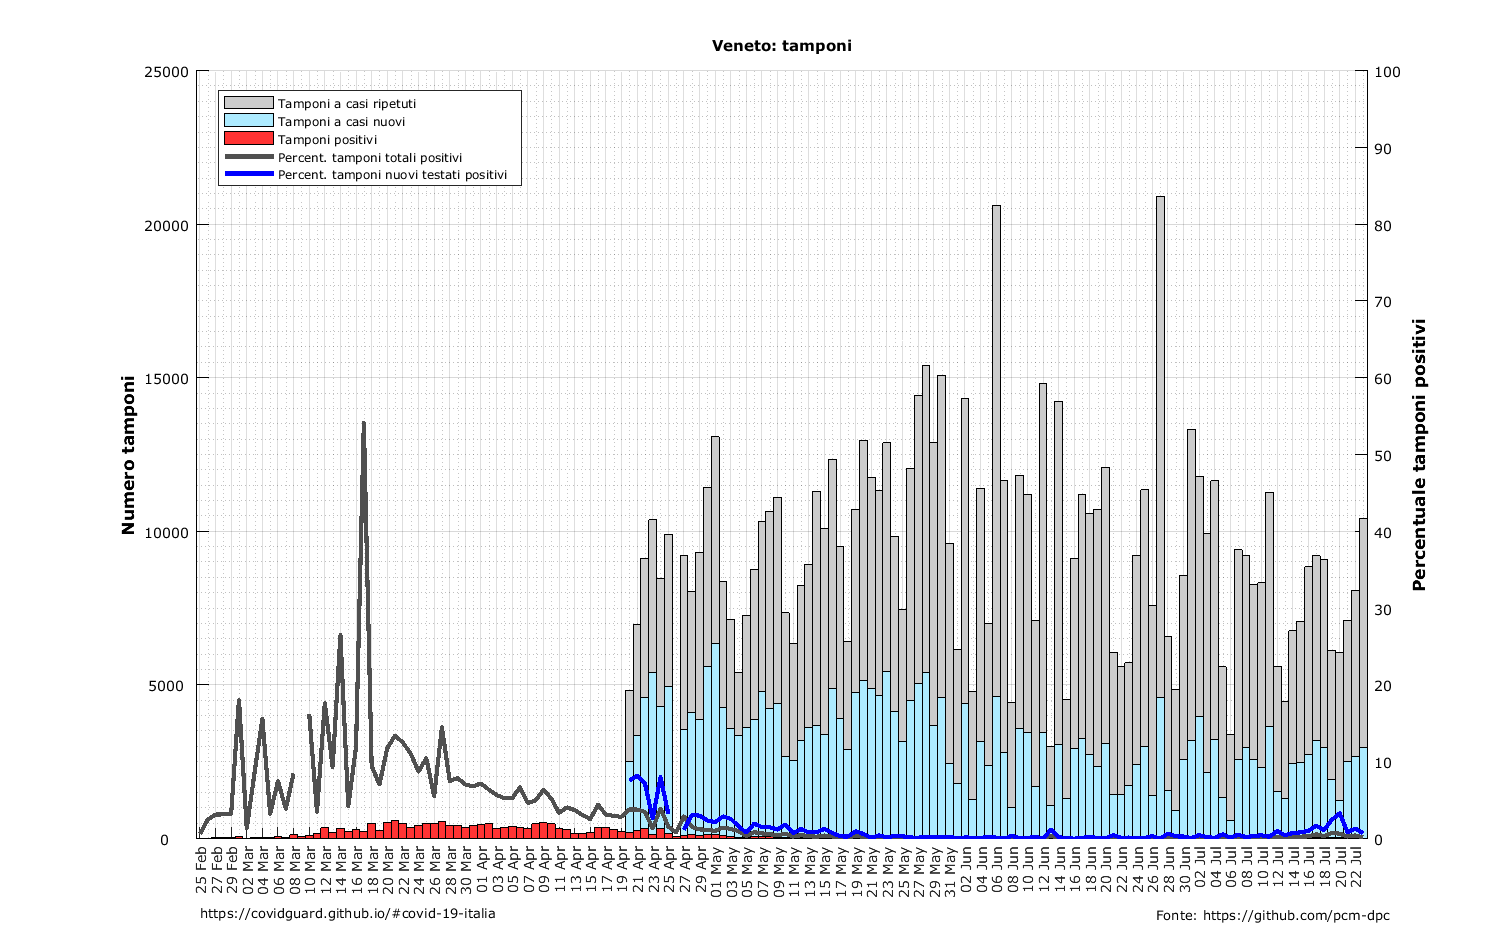 Veneto: tamponi
25000
20000
15000
10000
5000
0
Numero tamponi
Tamponi a casi ripetuti
Tamponi a casi nuovi
Tamponi positivi
Percent. tamponi totali positivi
Percent. tamponi nuovi testati positivi
100
90
80
70
60
50
40
30
20
10
0
Percentuale tamponi positivi
25 Feb
27 Feb
29 Feb
02 Mar
04 Mar
06 Mar
08 Mar
10 Mar
12 Mar
14 Mar
16 Mar
18 Mar
20 Mar
22 Mar
24 Mar
26 Mar
28 Mar
30 Mar
01 Apr
03 Apr
05 Apr
07 Apr
09 Apr
11 Apr
13 Apr
15 Apr
17 Apr
19 Apr
21 Apr
23 Apr
25 Apr
27 Apr
29 Apr
01 May
03 May
05 May
07 May
09 May
11 May
13 May
15 May
17 May
19 May
21 May
23 May
25 May
27 May
29 May
31 May
02 Jun
04 Jun
06 Jun
08 Jun
10 Jun
12 Jun
14 Jun
16 Jun
18 Jun
20 Jun
22 Jun
24 Jun
26 Jun
28 Jun
30 Jun
02 Jul
04 Jul
06 Jul
08 Jul
10 Jul
12 Jul
14 Jul
16 Jul
18 Jul
20 Jul
22 Jul
https://covidguard.github.io/#covid-19-italia
Fonte: https://github.com/pcm-dpc